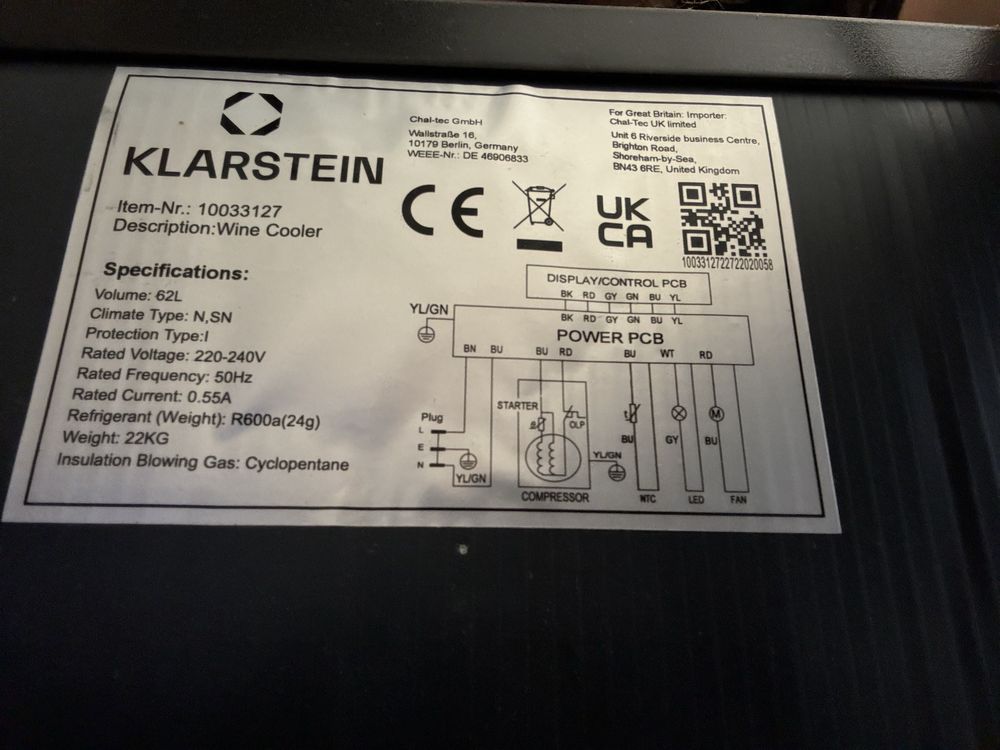 KLARSTEIN
Item-Nr.: 10033127
Description:Wine Cooler
Chal-tec GmbH
Wallstraße 16,
10179 Berlin, Germany
WEEE-Nr.: DE 46906833
For Great Britain: Importer:
Chal-Tec UK limited
Unit 6 Riverside business Centre,
Brighton Road,
Shoreham-by-Sea,
BN43 6RE, United Kingdom
CE
UK
CA
1003312722722020058
Specifications:
Volume: 62L
Climate Type: N,SN
Protection Type:I
Rated Voltage: 220-240V
Rated Frequency: 50Hz
Rated Current: 0.55A
Refrigerant (Weight): R600a(24g)
Weight: 22KG
Insulation Blowing Gas: Cyclopentane
DISPLAY/CONTROL PCB
BK RD GY GN BU YL
BK RD GY GN BU YL
YL/GN
POWER PCB
BN BU BU RD BU WT RD
STARTER
OLP
M
Plug
L
E
N
YL/GN
YL/GN
BU GY BU
COMPRESSOR NTC LED FAN